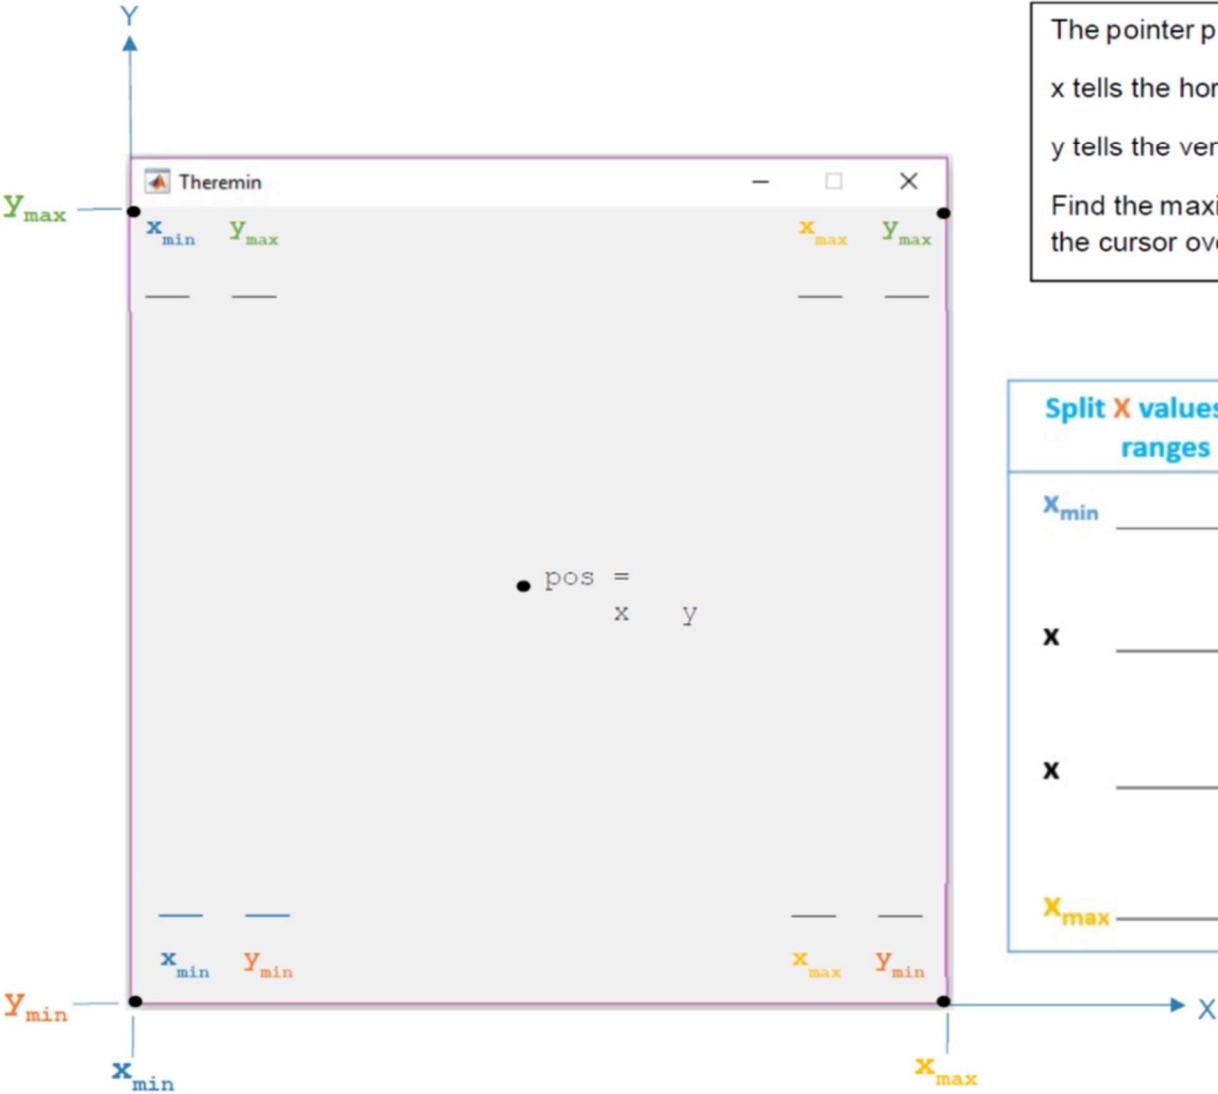 Y
The pointer p
x tells the hor
y tells the ver
Find the maxi
the cursor ove
Theremin
ymax
xmin ymax
xmax ymax
Split X values
ranges
xmin
x
x
xmax
pos =
x y
xmin ymin
xmax ymin
ymin
X
xmin
xmax